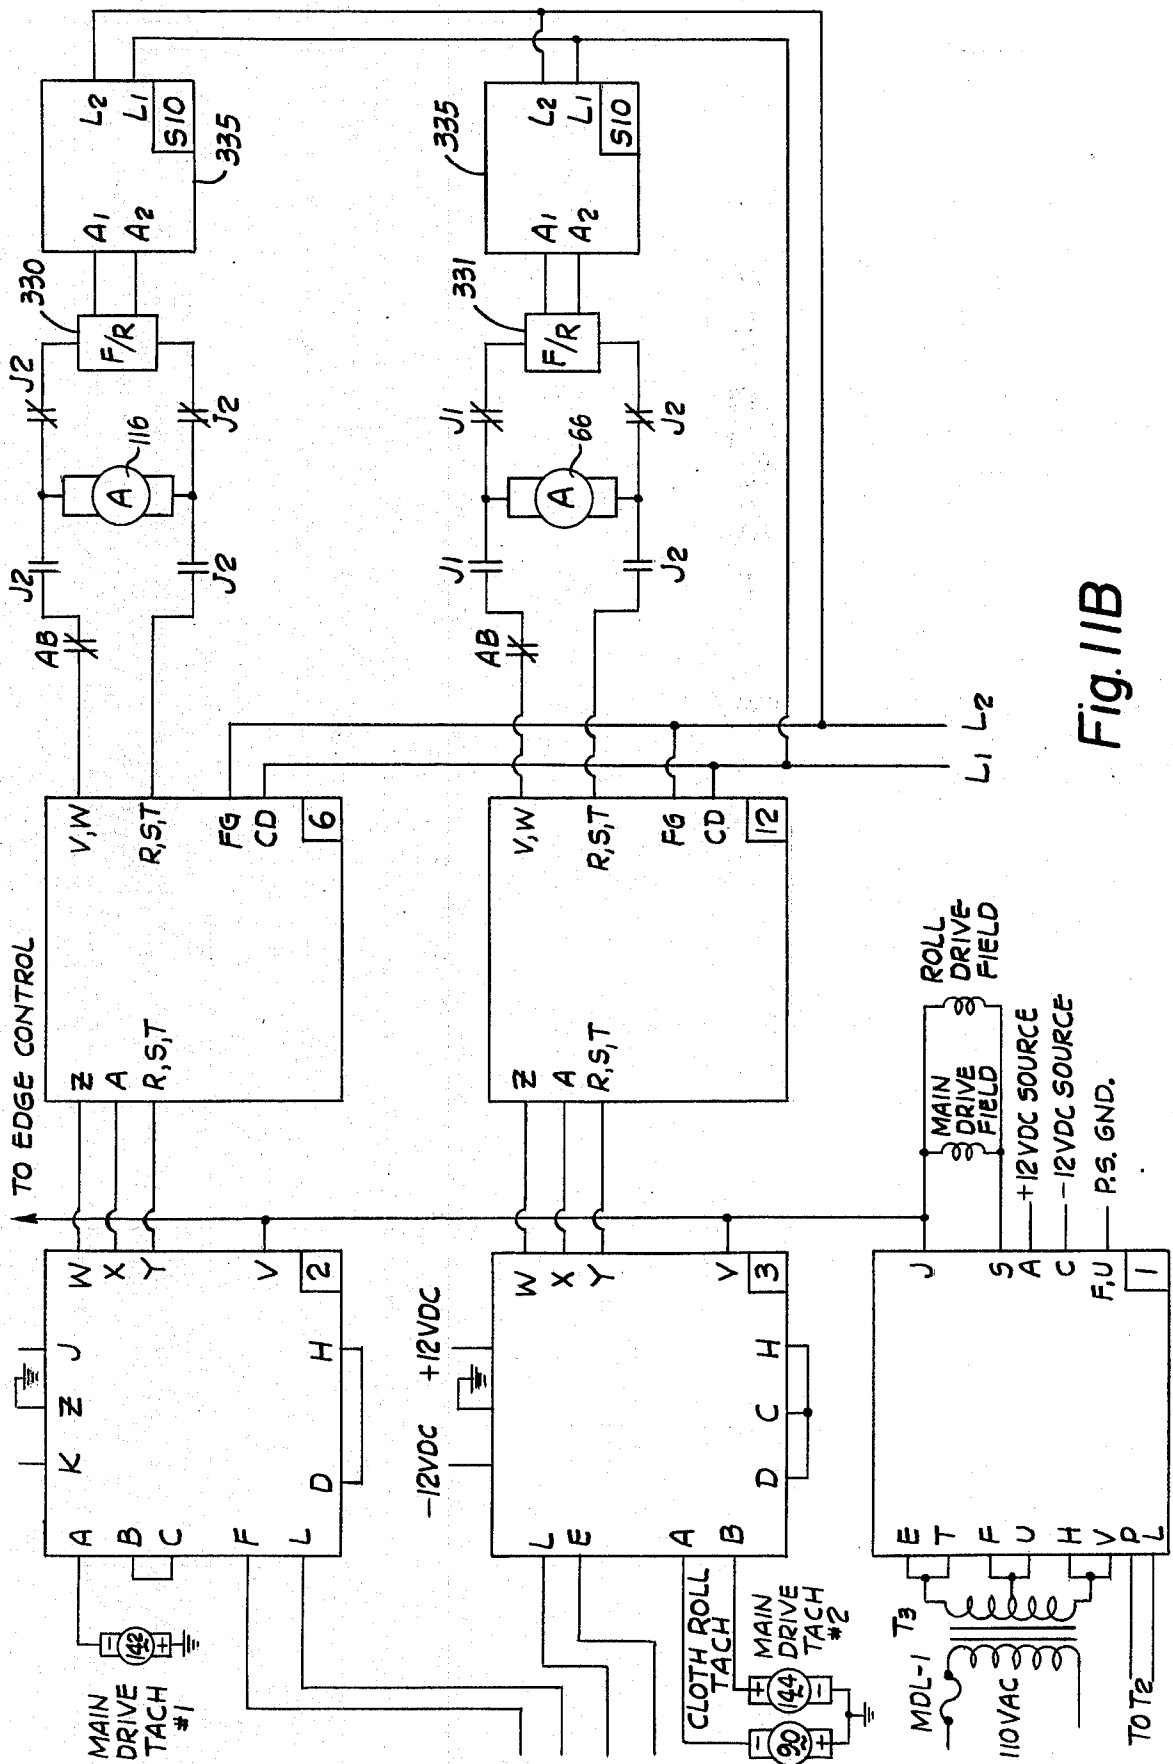 TO EDGE CONTROL
K
Z
J
A
B
C
F
L
D
H
W
X
Y
V
2
MAIN
DRIVE
TACH
#1
142
-
+
Z
A
R,S,T
V,W
R,S,T
FG
CD
6
AB
J2
J2
A
116
J2
J2
F/R
330
A1
A2
L2
L1
S10
335
-12VDC
+12VDC
L
E
A
B
D
C
H
W
X
Y
V
3
CLOTH ROLL
TACH
MAIN
DRIVE
TACH
#2
90
-
+
144
+
-
Z
A
R,S,T
V,W
R,S,T
FG
CD
12
AB
J1
J2
A
66
J1
J2
F/R
331
A1
A2
L2
L1
S10
335
L1
L2
MDL-1
T3
110VAC
TO T2
E
T
F
U
H
V
P
L
J
S
A
C
F,U
1
MAIN
DRIVE
FIELD
ROLL
DRIVE
FIELD
+12VDC SOURCE
-12VDC SOURCE
P.S. GND.
Fig. 11B